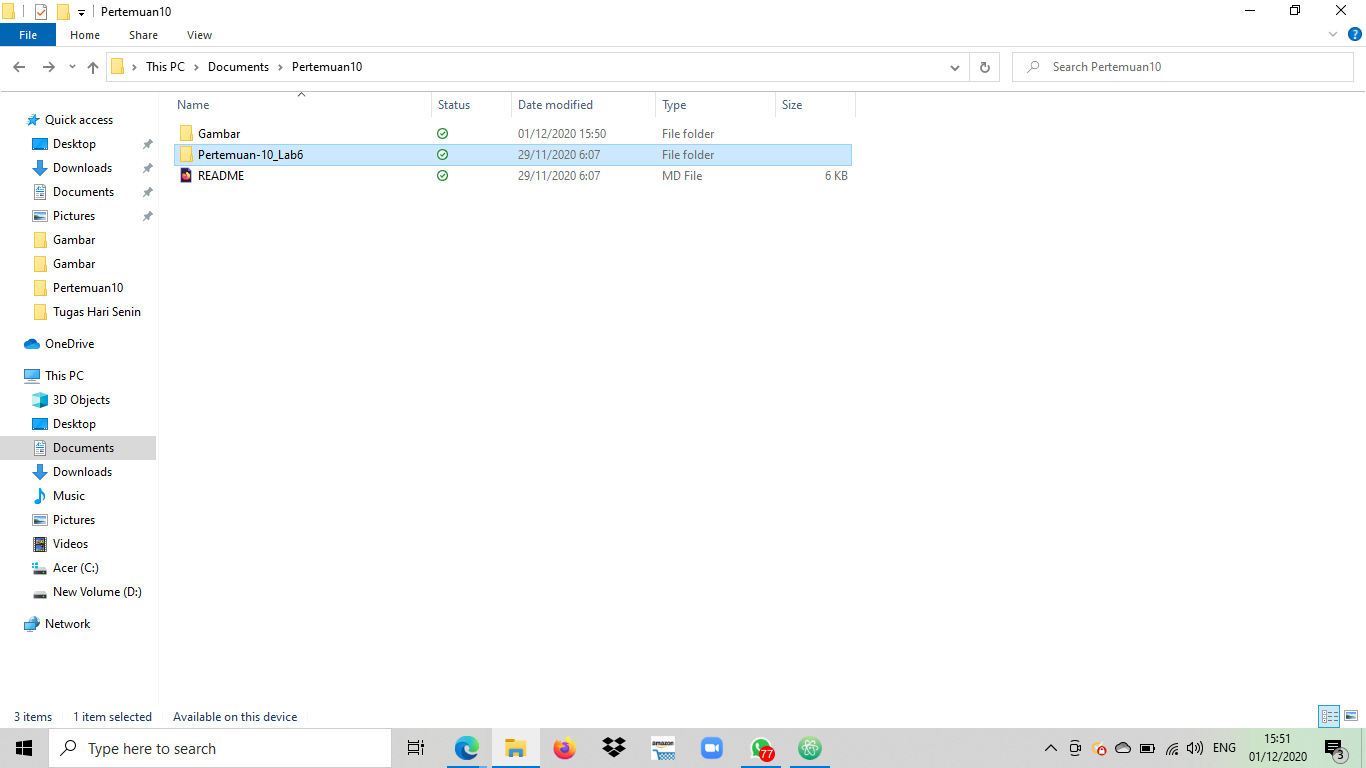 Pertemuan10
File Home Share View
This PC Documents Pertemuan10
Search Pertemuan10
Name Status Date modified Type Size
Gambar 01/12/2020 15:50 File folder
Pertemuan-10_Lab6 29/11/2020 6:07 File folder
README 29/11/2020 6:07 MD File 6 KB
Quick access
Desktop
Downloads
Documents
Pictures
Gambar
Gambar
Pertemuan10
Tugas Hari Senin
OneDrive
This PC
3D Objects
Desktop
Documents
Downloads
Music
Pictures
Videos
Acer (C:)
New Volume (D:)
Network
3 items 1 item selected Available on this device
Type here to search
amazon
77
ENG
15:51
01/12/2020
3